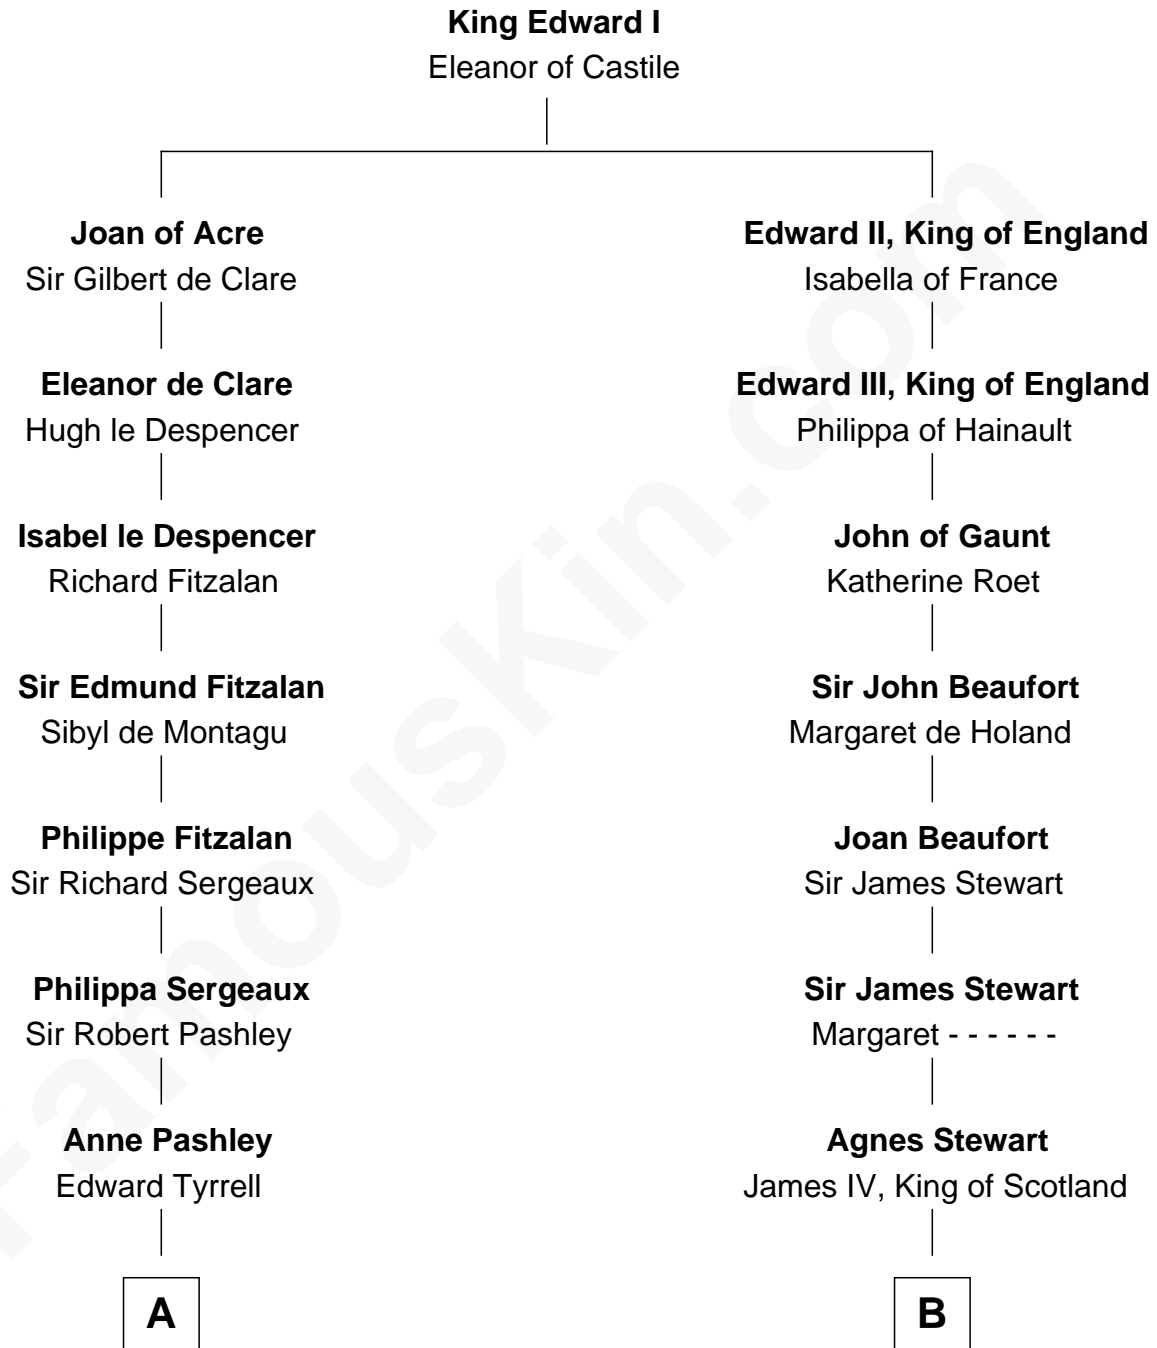 King Edward I
Eleanor of Castile
Joan of Acre
Sir Gilbert de Clare
Edward II, King of England
Isabella of France
Eleanor de Clare
Hugh le Despencer
Edward III, King of England
Philippa of Hainault
Isabel le Despencer
Richard Fitzalan
John of Gaunt
Katherine Roet
Sir Edmund Fitzalan
Sibyl de Montagu
Sir John Beaufort
Margaret de Holand
Philippe Fitzalan
Sir Richard Sergeaux
Joan Beaufort
Sir James Stewart
Philippa Sergeaux
Sir Robert Pashley
Sir James Stewart
Margaret - - - - - -
Anne Pashley
Edward Tyrrell
Agnes Stewart
James IV, King of Scotland
A
B
FamousKin.com